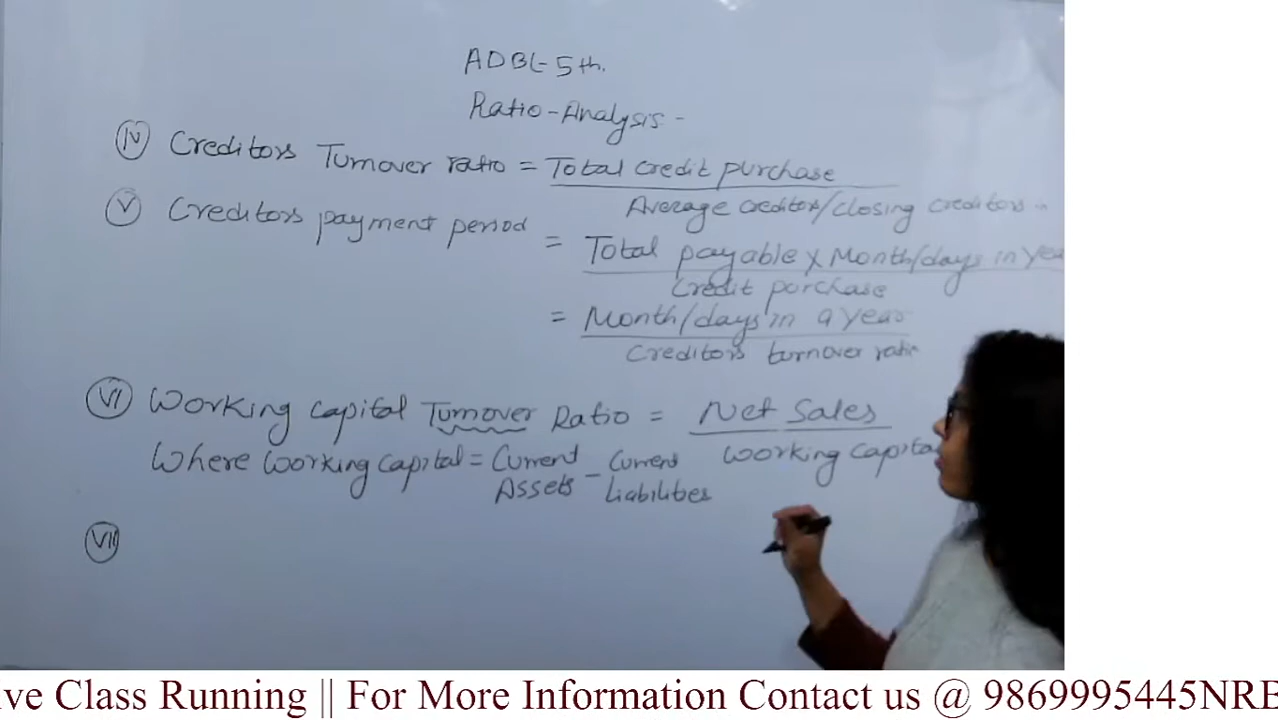 ADBL-5th.
Ratio-Analysis-
IV Creditors Turnover ratio = Total credit purchase
Average creditors/closing creditors
V Creditors payment period
= Total payable x Month/days in year
Credit purchase
= Month/days in a year
Creditors turnover ratio
VI Working capital Turnover Ratio = Net Sales
Working capital
Where Working capital = Current Assets - Current Liabilities
VII
ive Class Running || For More Information Contact us @ 9869995445NRB